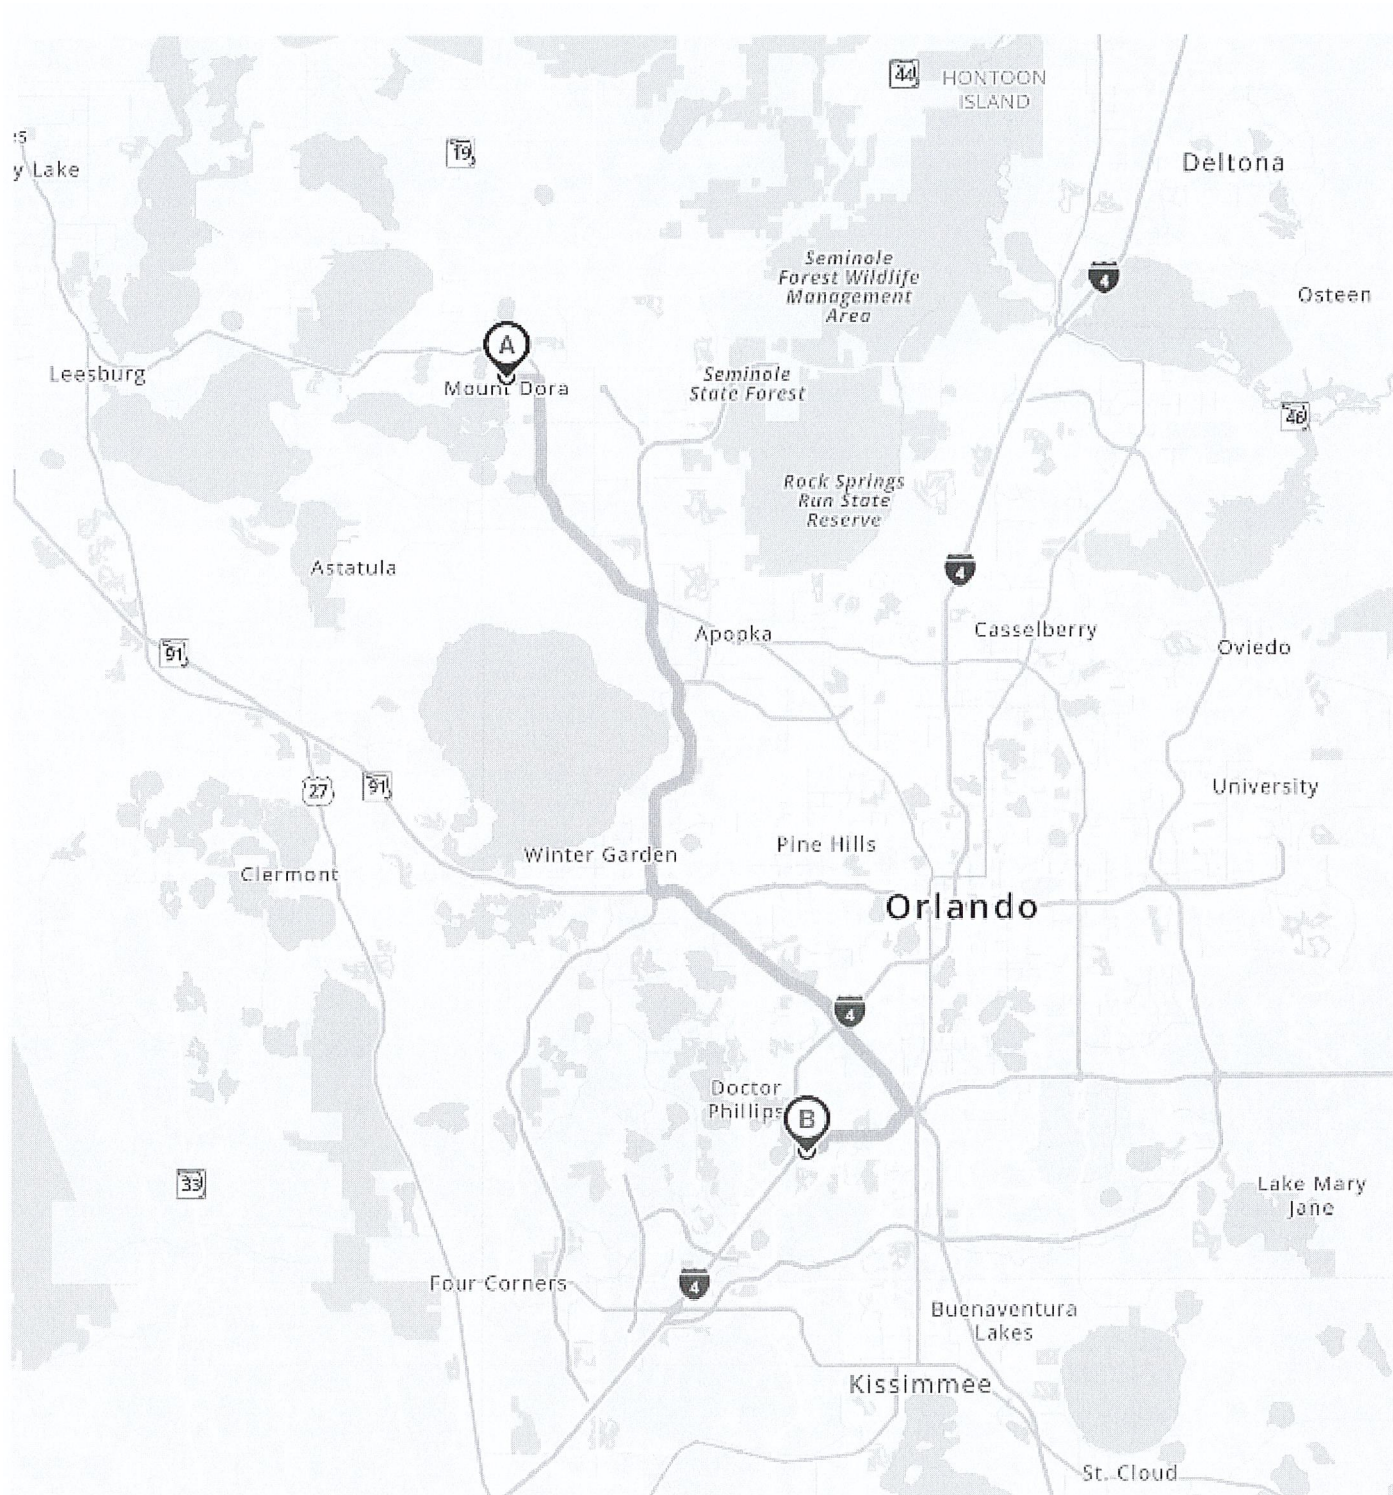 44
HONTOON
ISLAND
s
19
y Lake
Deltona
Seminole
Forest Wildlife
Management
Area
4
Osteen
A
Leesburg
Mount Dora
Seminole
State Forest
46
Rock Springs
Run State
Reserve
Astatula
4
Apopka
Casselberry
Oviedo
91
27
91
University
Winter Garden
Pine Hills
Clermont
Orlando
4
Doctor
Phillips
B
33
Lake Mary
Jane
Four Corners
4
Buenaventura
Lakes
Kissimmee
St. Cloud